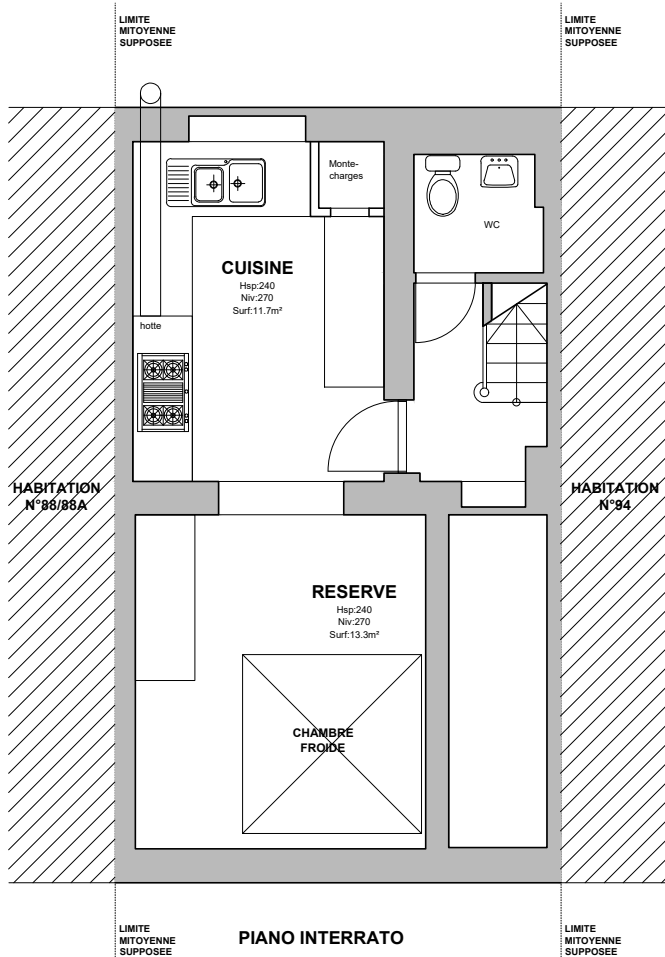 LIMITE
MITOYENNE
SUPPOSEE
LIMITE
MITOYENNE
SUPPOSEE
Monte-
charges
WC
CUISINE
Hsp:240
Niv:270
Surf:11.7m²
hotte
HABITATION
N°88/88A
HABITATION
N°94
RESERVE
Hsp:240
Niv:270
Surf:13.3m²
CHAMBRE
FROIDE
LIMITE
MITOYENNE
SUPPOSEE
PIANO INTERRATO
LIMITE
MITOYENNE
SUPPOSEE